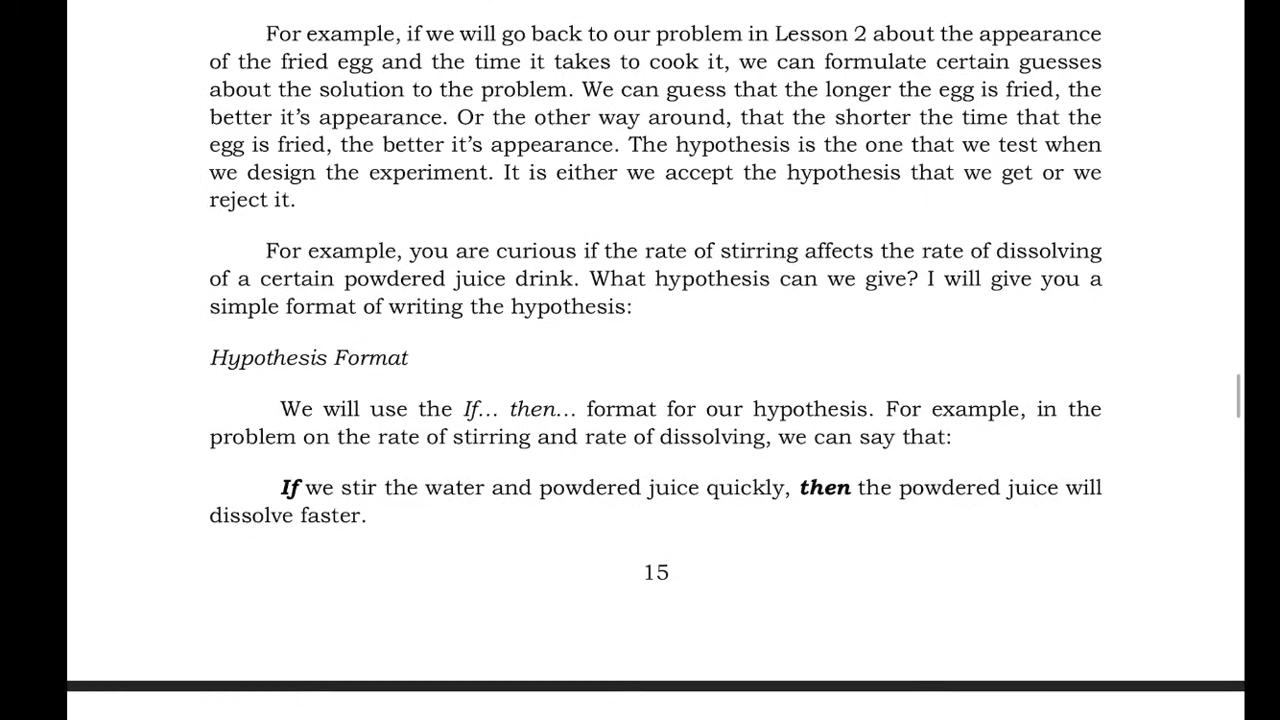 For example, if we will go back to our problem in Lesson 2 about the appearance
of the fried egg and the time it takes to cook it, we can formulate certain guesses
about the solution to the problem. We can guess that the longer the egg is fried, the
better it’s appearance. Or the other way around, that the shorter the time that the
egg is fried, the better it’s appearance. The hypothesis is the one that we test when
we design the experiment. It is either we accept the hypothesis that we get or we
reject it.
For example, you are curious if the rate of stirring affects the rate of dissolving
of a certain powdered juice drink. What hypothesis can we give? I will give you a
simple format of writing the hypothesis:
Hypothesis Format
We will use the If… then… format for our hypothesis. For example, in the
problem on the rate of stirring and rate of dissolving, we can say that:
If we stir the water and powdered juice quickly, then the powdered juice will
dissolve faster.
15